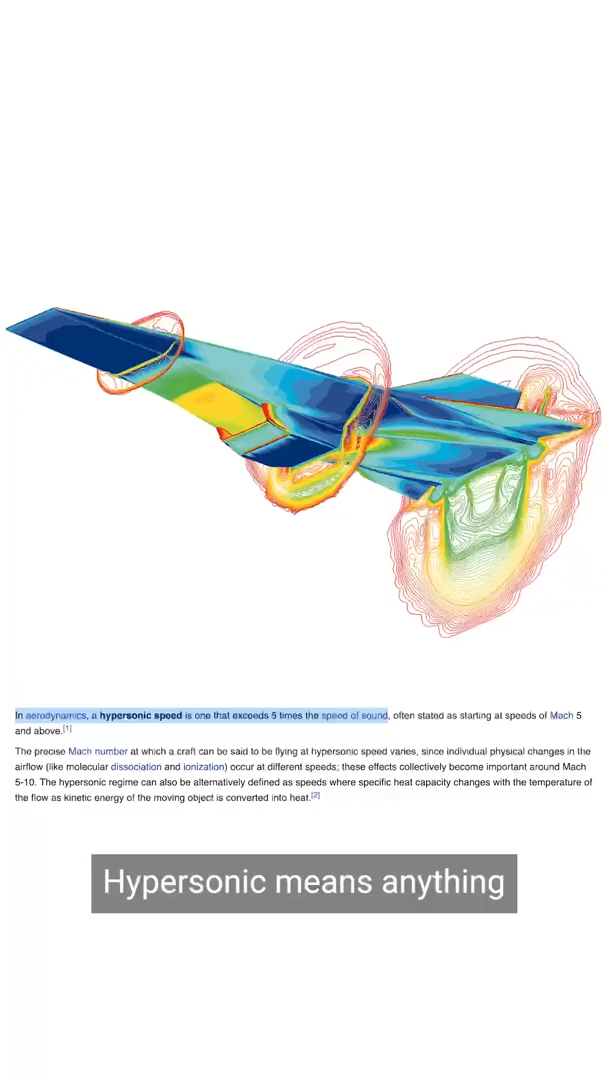 In aerodynamics, a hypersonic speed is one that exceeds 5 times the speed of sound, often stated as starting at speeds of Mach 5
and above.[1]
The precise Mach number at which a craft can be said to be flying at hypersonic speed varies, since individual physical changes in the
airflow (like molecular dissociation and ionization) occur at different speeds; these effects collectively become important around Mach
5-10. The hypersonic regime can also be alternatively defined as speeds where specific heat capacity changes with the temperature of
the flow as kinetic energy of the moving object is converted into heat.[2]
Hypersonic means anything